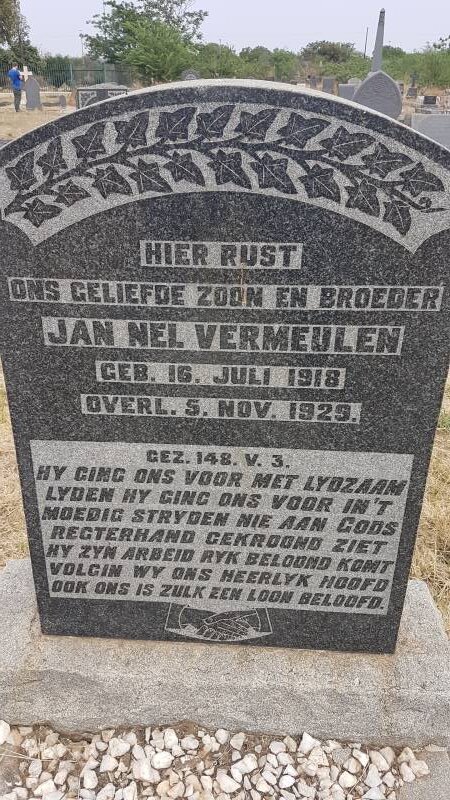 HIER RUST
ONS GELIEFDE ZOON EN BROEDER
JAN NEL VERMEULEN
GEB. 16. JULI 1918
OVERL. 5. NOV. 1929.
GEZ. 148. V. 3.
HY GING ONS VOOR MET LYDZAAM
LYDEN HY GING ONS VOOR IN'T
MOEDIG STRYDEN NIE AAN GODS
REGTERHAND GEKROOND ZIET
HY ZYN ARBEID RYK BELOOND KOMT
VOLGIN WY ONS HEERLYK HOOFD
OOK ONS IS ZULK EEN LOON BELOOFD.